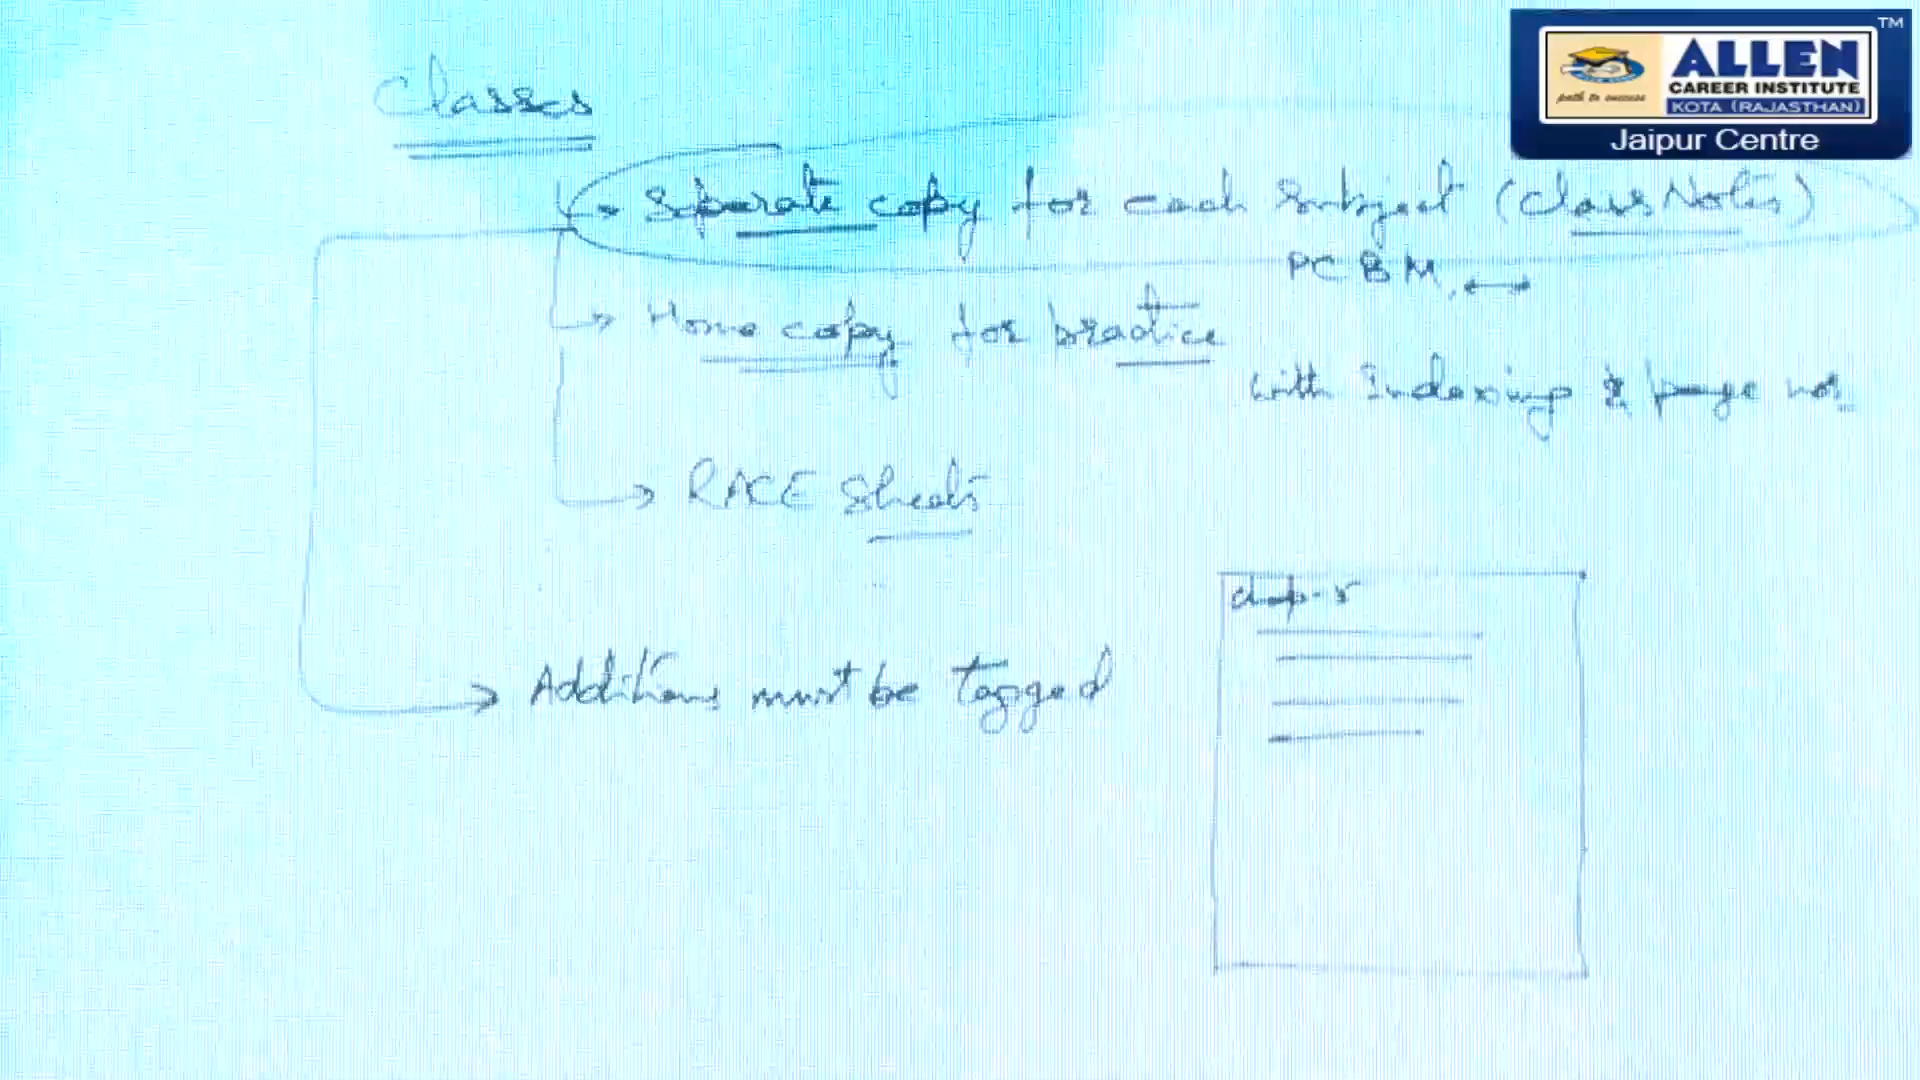 ALLEN
TM
CAREER INSTITUTE
path to success
KOTA (RAJASTHAN)
Jaipur Centre
Classes
Separate copy for each subject (Class Notes)
PCBM
Home copy for practice
with Indexing & page no.
RACE Sheets
chap-5
Additions must be Tagged